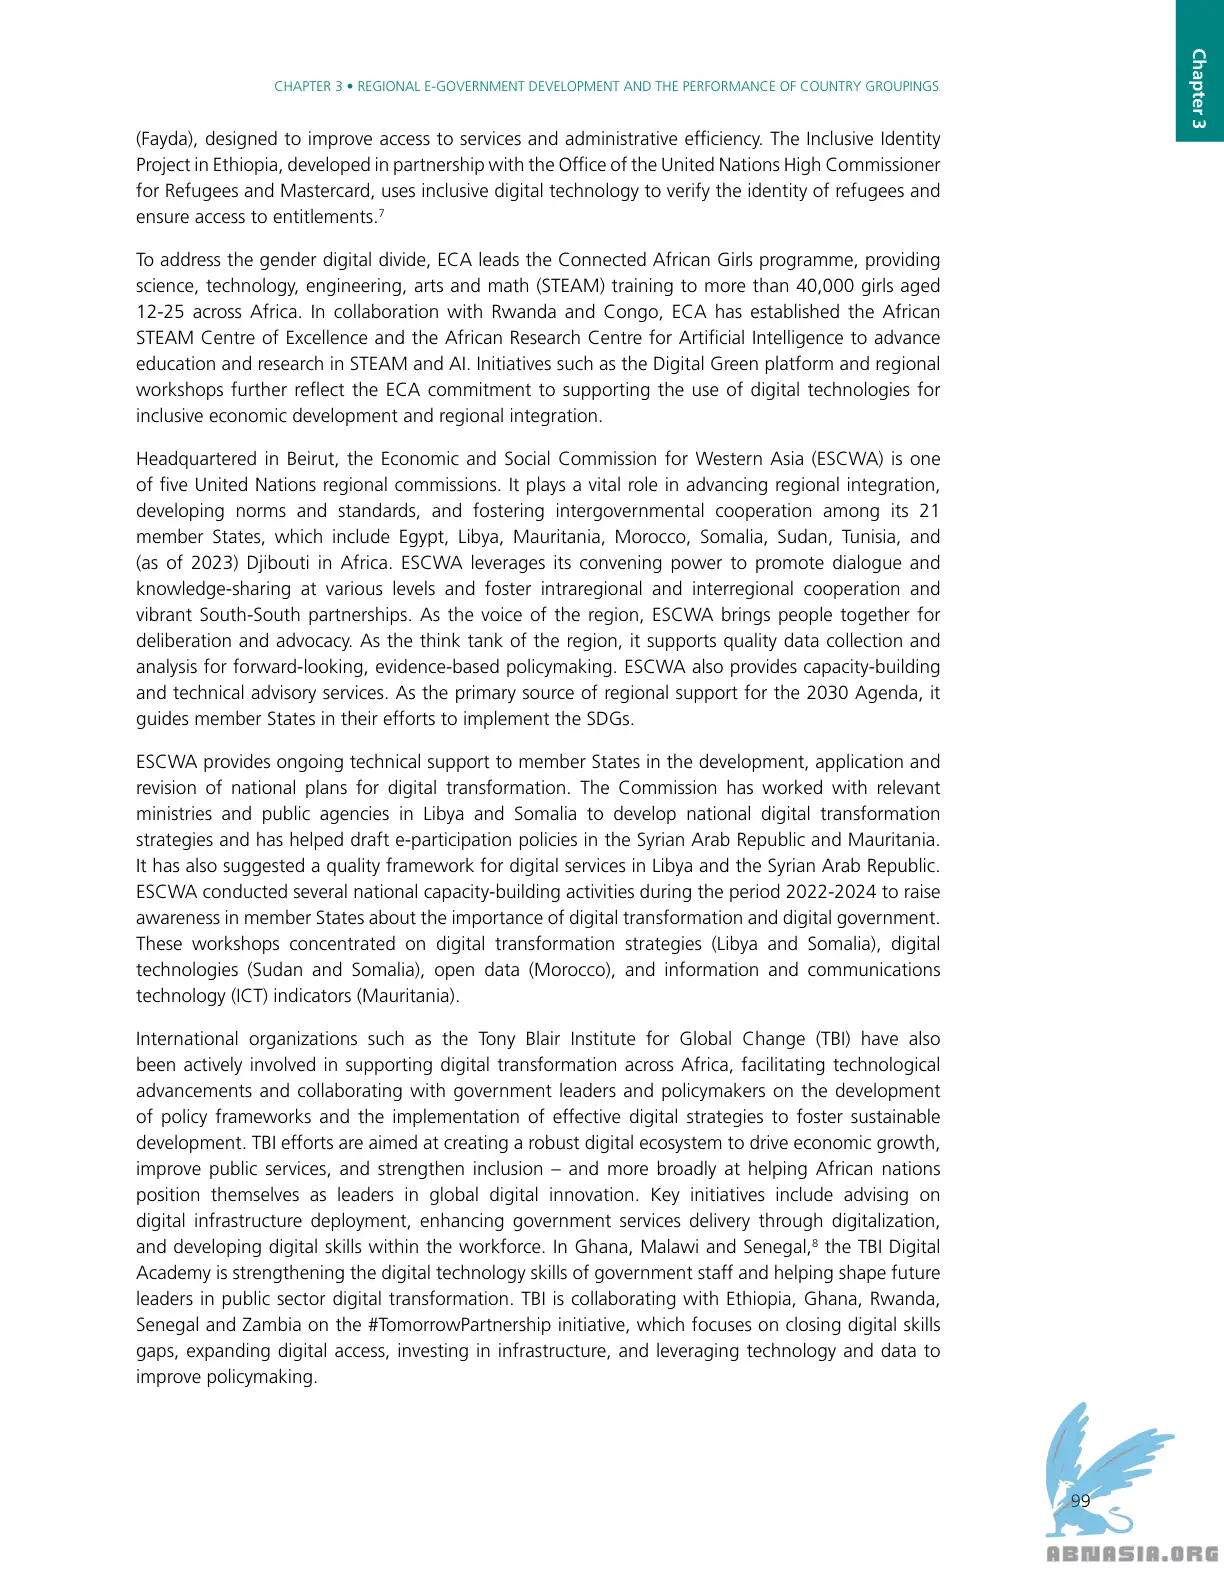 Chapter 3
CHAPTER 3 • REGIONAL E-GOVERNMENT DEVELOPMENT AND THE PERFORMANCE OF COUNTRY GROUPINGS
(Fayda), designed to improve access to services and administrative efficiency. The Inclusive Identity
Project in Ethiopia, developed in partnership with the Office of the United Nations High Commissioner
for Refugees and Mastercard, uses inclusive digital technology to verify the identity of refugees and
ensure access to entitlements.⁷
To address the gender digital divide, ECA leads the Connected African Girls programme, providing
science, technology, engineering, arts and math (STEAM) training to more than 40,000 girls aged
12-25 across Africa. In collaboration with Rwanda and Congo, ECA has established the African
STEAM Centre of Excellence and the African Research Centre for Artificial Intelligence to advance
education and research in STEAM and AI. Initiatives such as the Digital Green platform and regional
workshops further reflect the ECA commitment to supporting the use of digital technologies for
inclusive economic development and regional integration.
Headquartered in Beirut, the Economic and Social Commission for Western Asia (ESCWA) is one
of five United Nations regional commissions. It plays a vital role in advancing regional integration,
developing norms and standards, and fostering intergovernmental cooperation among its 21
member States, which include Egypt, Libya, Mauritania, Morocco, Somalia, Sudan, Tunisia, and
(as of 2023) Djibouti in Africa. ESCWA leverages its convening power to promote dialogue and
knowledge-sharing at various levels and foster intraregional and interregional cooperation and
vibrant South-South partnerships. As the voice of the region, ESCWA brings people together for
deliberation and advocacy. As the think tank of the region, it supports quality data collection and
analysis for forward-looking, evidence-based policymaking. ESCWA also provides capacity-building
and technical advisory services. As the primary source of regional support for the 2030 Agenda, it
guides member States in their efforts to implement the SDGs.
ESCWA provides ongoing technical support to member States in the development, application and
revision of national plans for digital transformation. The Commission has worked with relevant
ministries and public agencies in Libya and Somalia to develop national digital transformation
strategies and has helped draft e-participation policies in the Syrian Arab Republic and Mauritania.
It has also suggested a quality framework for digital services in Libya and the Syrian Arab Republic.
ESCWA conducted several national capacity-building activities during the period 2022-2024 to raise
awareness in member States about the importance of digital transformation and digital government.
These workshops concentrated on digital transformation strategies (Libya and Somalia), digital
technologies (Sudan and Somalia), open data (Morocco), and information and communications
technology (ICT) indicators (Mauritania).
International organizations such as the Tony Blair Institute for Global Change (TBI) have also
been actively involved in supporting digital transformation across Africa, facilitating technological
advancements and collaborating with government leaders and policymakers on the development
of policy frameworks and the implementation of effective digital strategies to foster sustainable
development. TBI efforts are aimed at creating a robust digital ecosystem to drive economic growth,
improve public services, and strengthen inclusion – and more broadly at helping African nations
position themselves as leaders in global digital innovation. Key initiatives include advising on
digital infrastructure deployment, enhancing government services delivery through digitalization,
and developing digital skills within the workforce. In Ghana, Malawi and Senegal,⁸ the TBI Digital
Academy is strengthening the digital technology skills of government staff and helping shape future
leaders in public sector digital transformation. TBI is collaborating with Ethiopia, Ghana, Rwanda,
Senegal and Zambia on the #TomorrowPartnership initiative, which focuses on closing digital skills
gaps, expanding digital access, investing in infrastructure, and leveraging technology and data to
improve policymaking.
99
ABNASIA.ORG